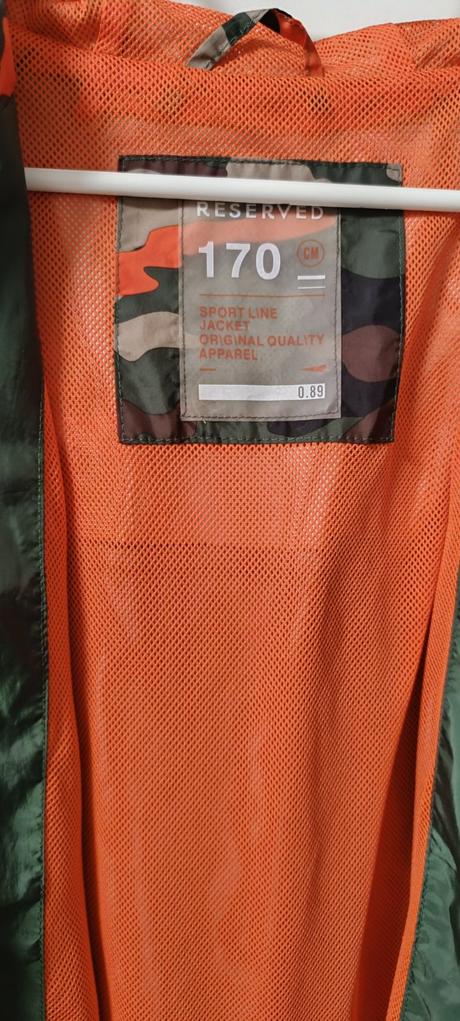 RESERVED
170 CM
SPORT LINE
JACKET
ORIGINAL QUALITY
APPAREL
0.89